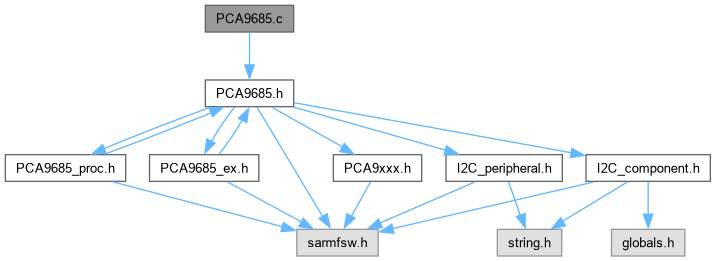 PCA9685.c
PCA9685.h
PCA9685_proc.h
PCA9685_ex.h
PCA9xxx.h
I2C_peripheral.h
I2C_component.h
sarmfsw.h
string.h
globals.h